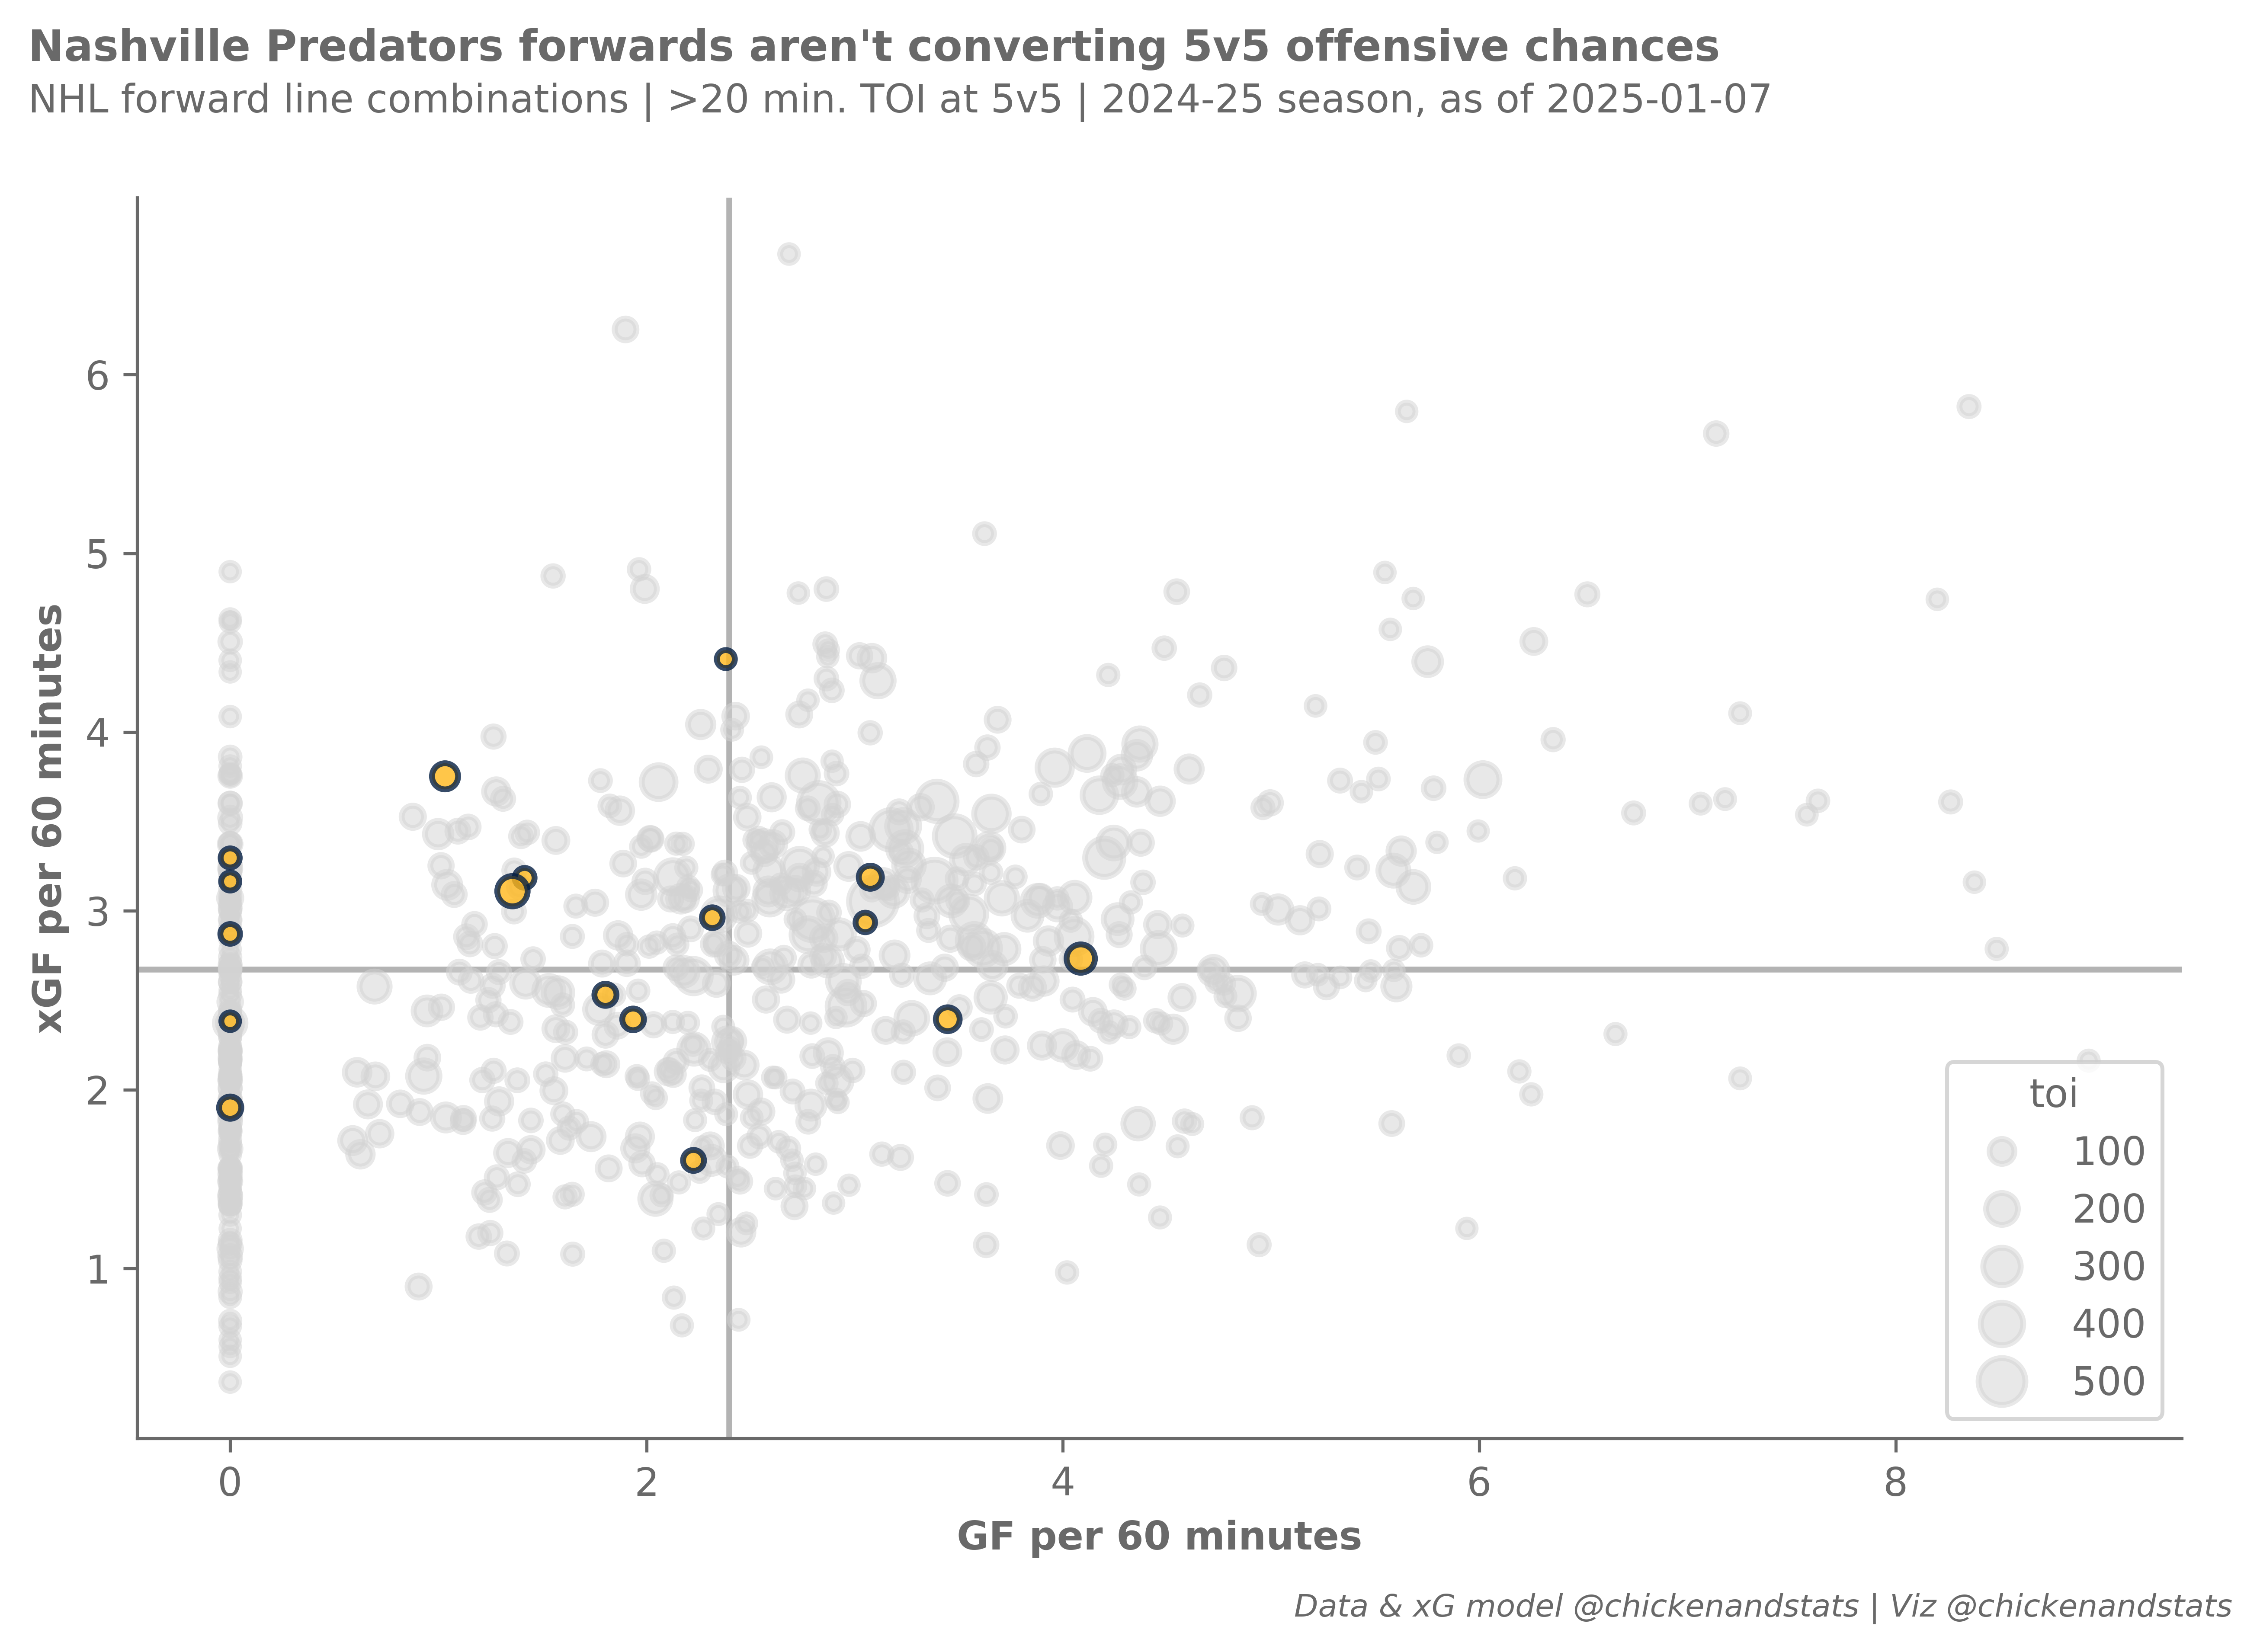 Nashville Predators forwards aren't converting 5v5 offensive chances
NHL forward line combinations | >20 min. TOI at 5v5 | 2024-25 season, as of 2025-01-07
xGF per 60 minutes
6
5
4
3
2
1
toi
100
200
300
400
500
0 2 4 6 8
GF per 60 minutes
Data & xG model @chickenandstats | Viz @chickenandstats